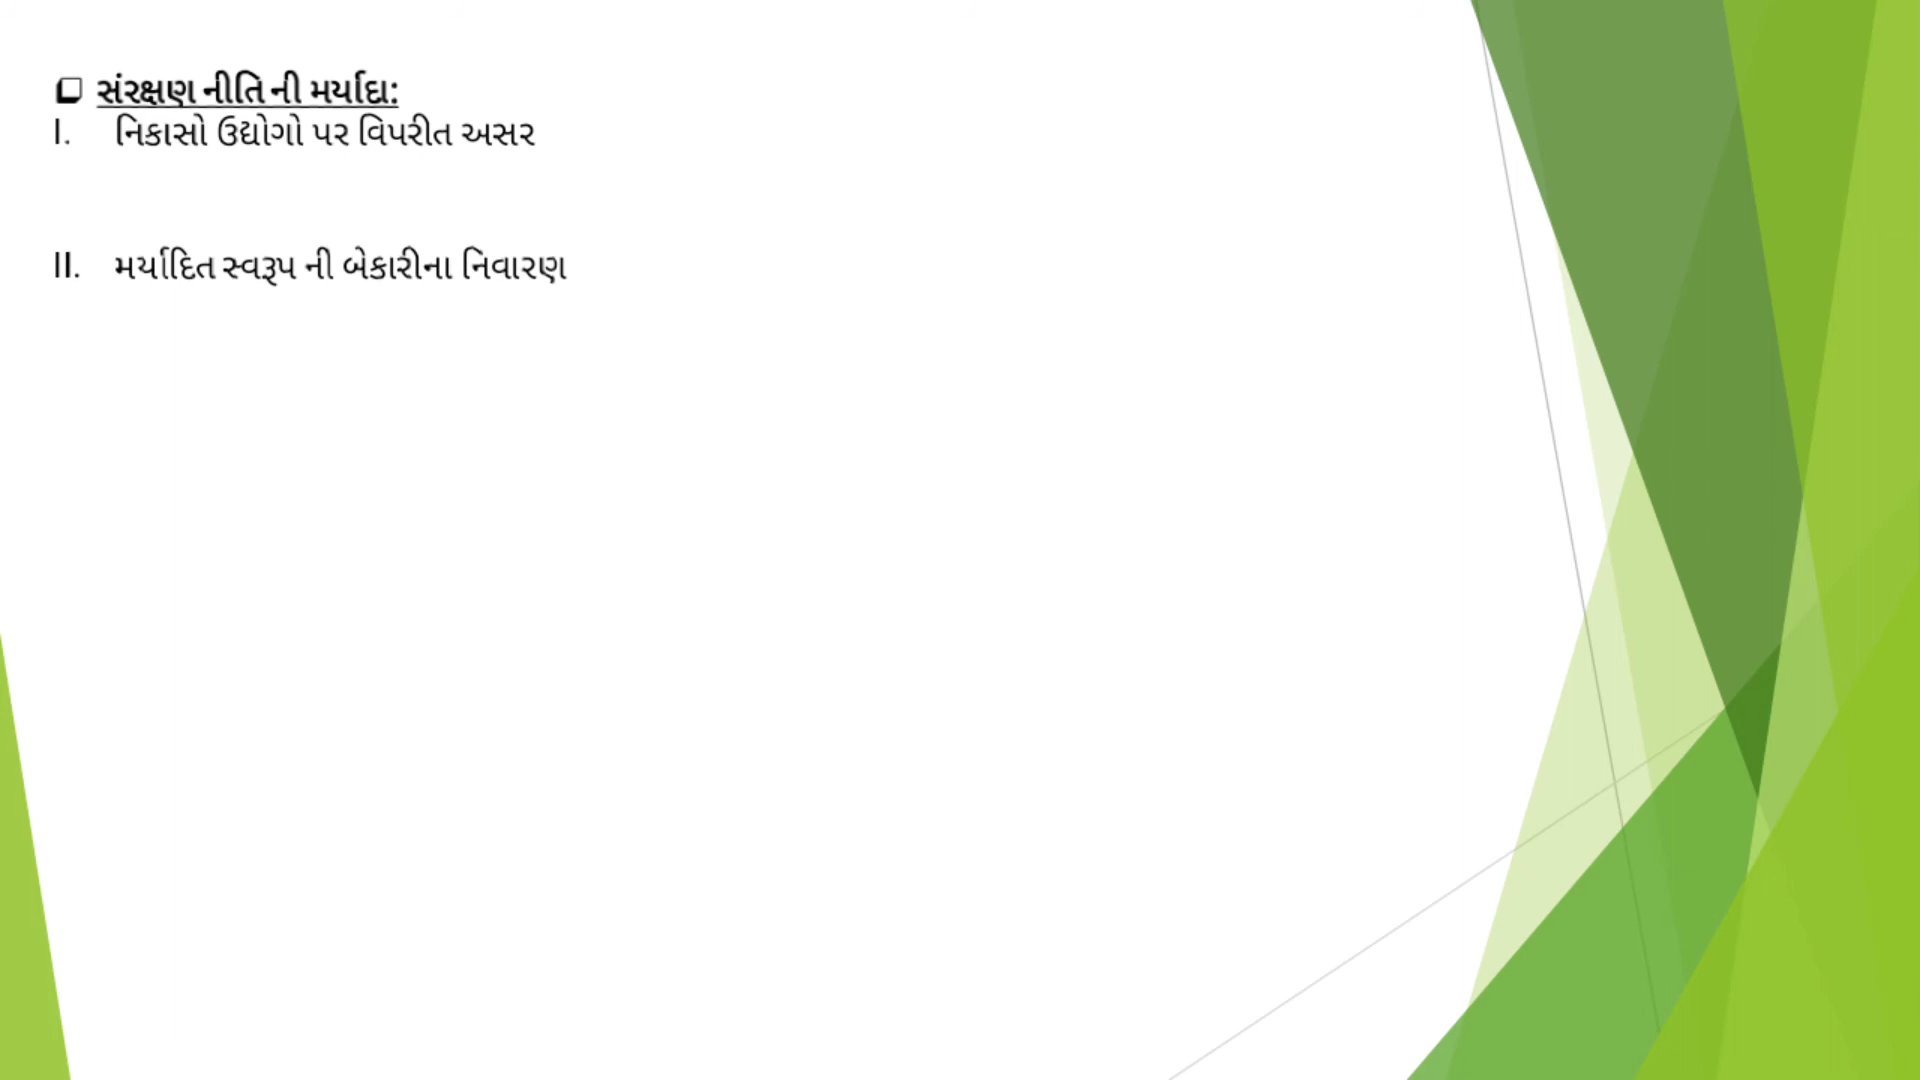 ❑ સંરક્ષણ નીતિ ની મર્યાદા:
I. નિકાસો ઉદ્યોગો પર વિપરીત અસર
II. મર્યાદિત સ્વરૂપ ની બેકારીના નિવારણ